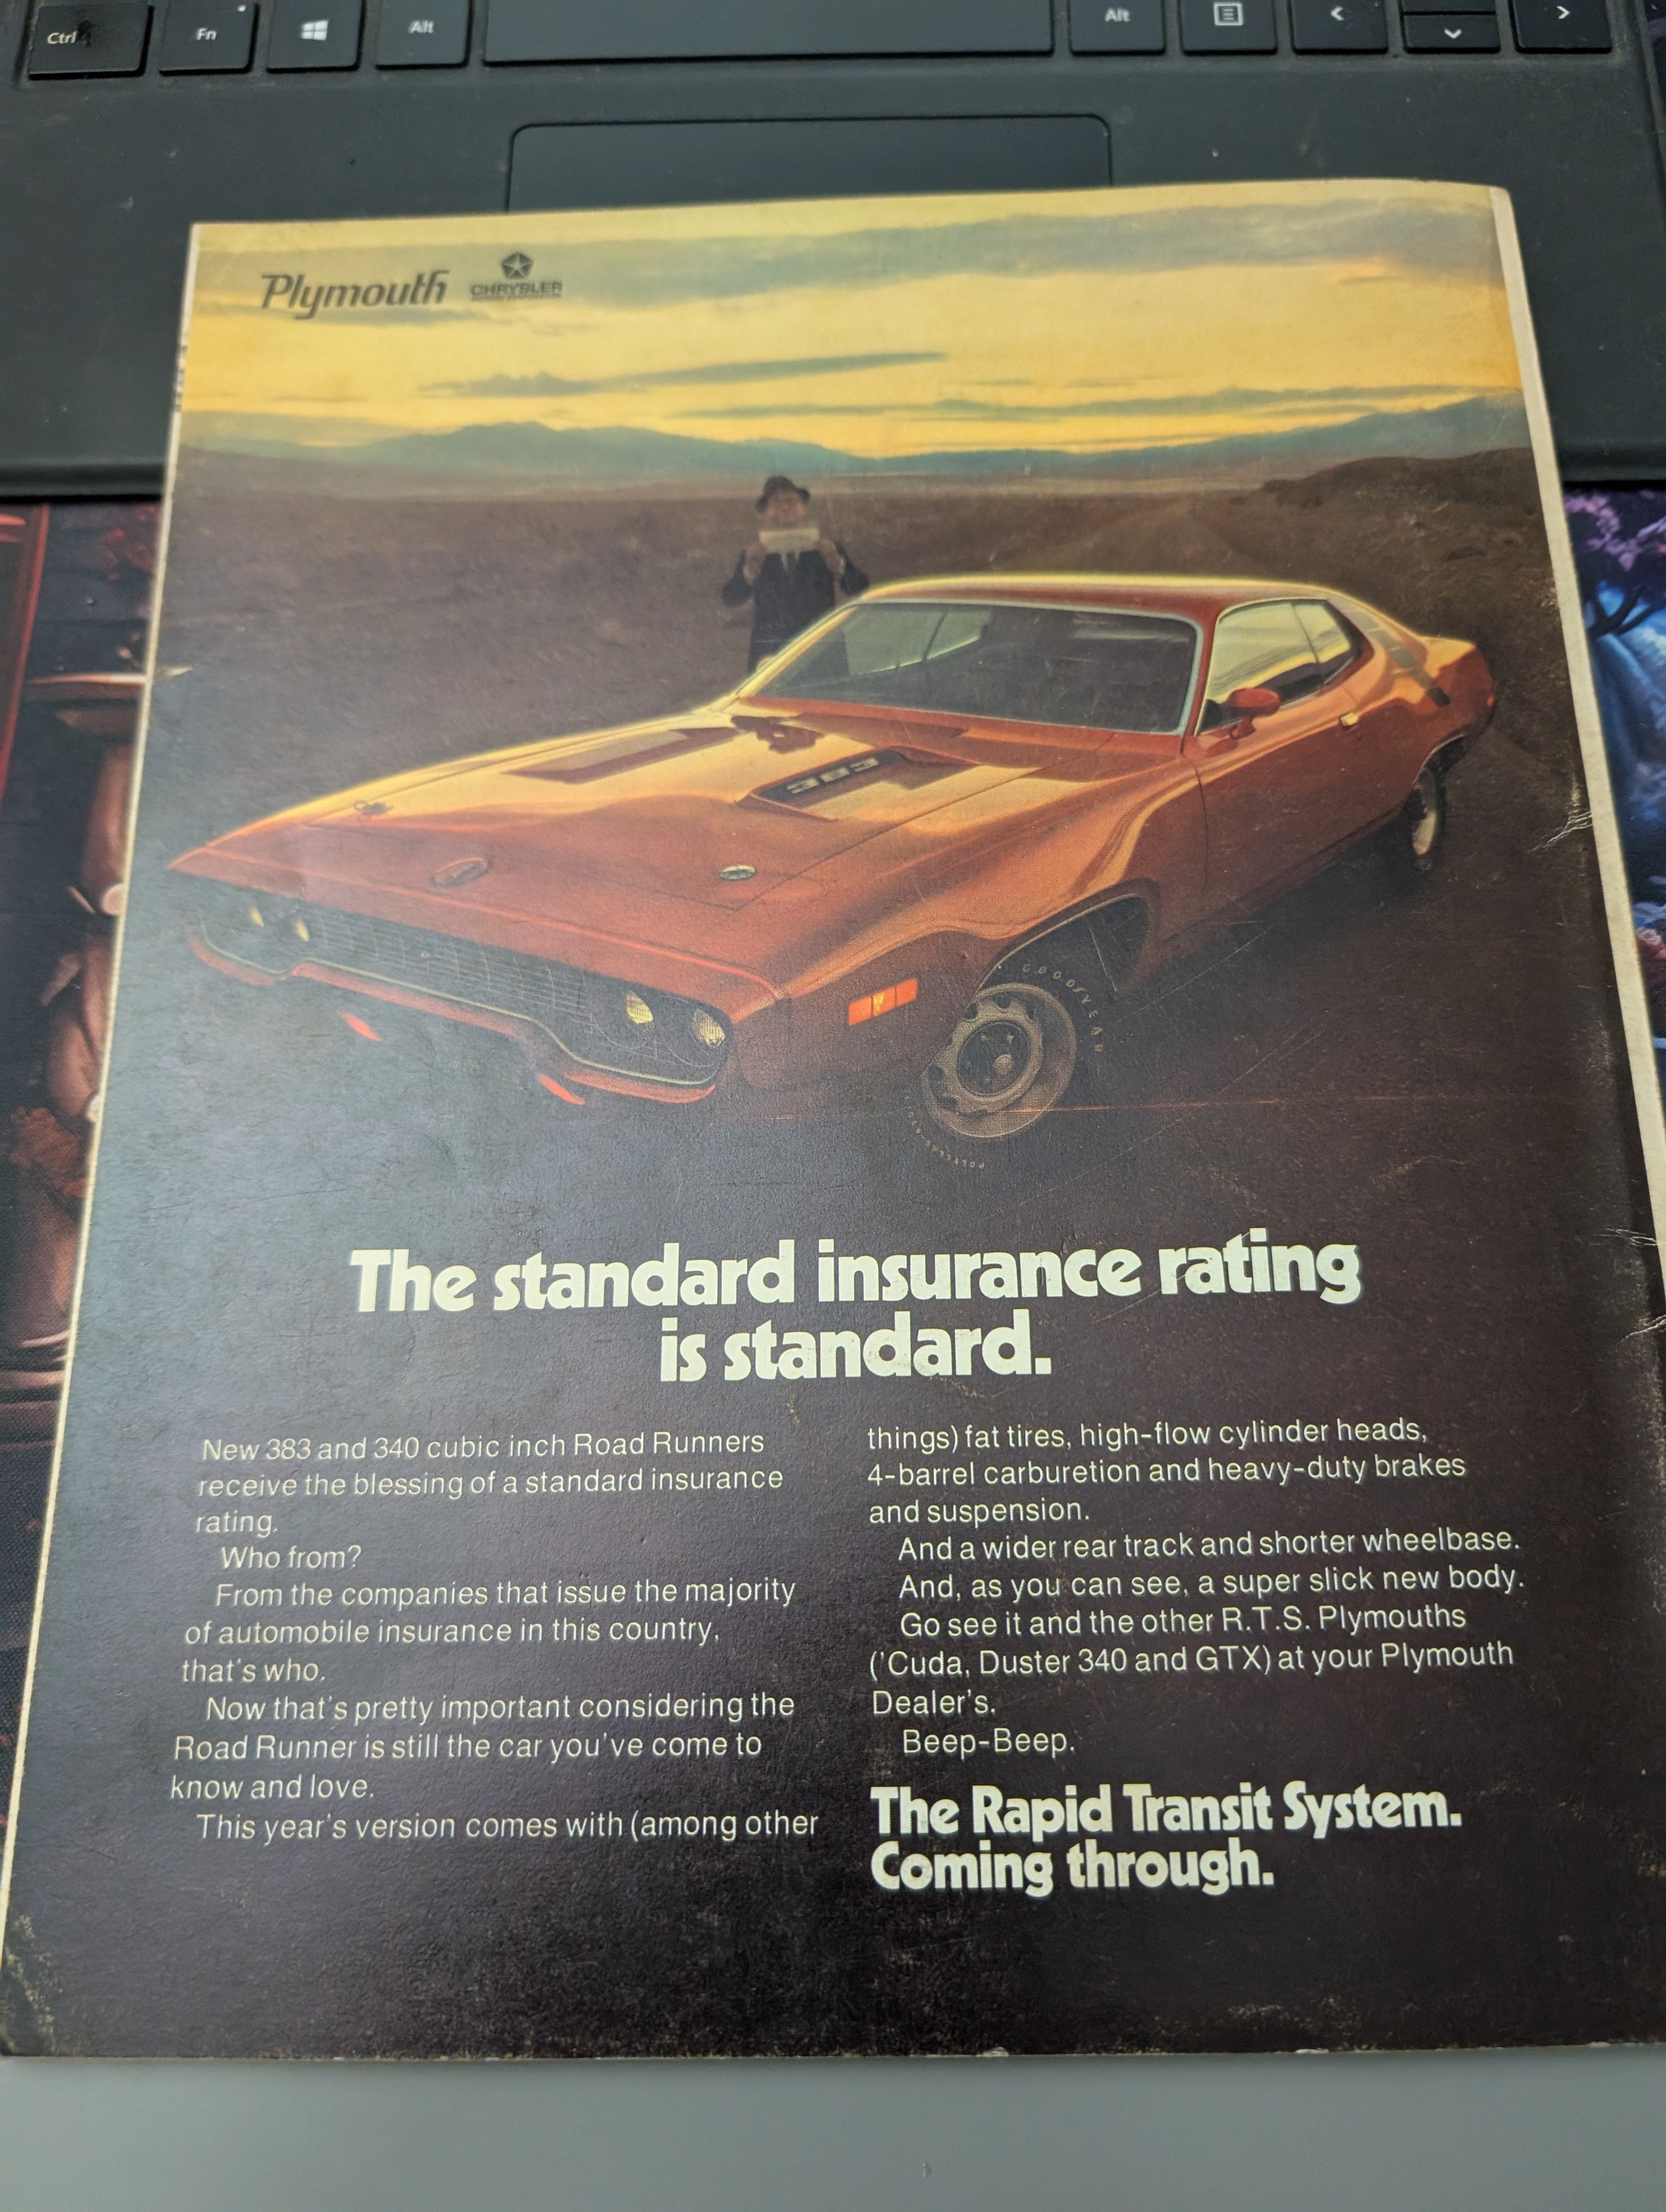 Ctrl
Fn
Alt
Alt
Plymouth
CHRYSLER
383
GOODYEAR
The standard insurance rating
is standard.
New 383 and 340 cubic inch Road Runners
receive the blessing of a standard insurance
rating.
Who from?
From the companies that issue the majority
of automobile insurance in this country,
that's who.
Now that's pretty important considering the
Road Runner is still the car you've come to
know and love.
This year's version comes with (among other
things) fat tires, high-flow cylinder heads,
4-barrel carburetion and heavy-duty brakes
and suspension.
And a wider rear track and shorter wheelbase.
And, as you can see, a super slick new body.
Go see it and the other R.T.S. Plymouths
('Cuda, Duster 340 and GTX) at your Plymouth
Dealer's.
Beep-Beep.
The Rapid Transit System.
Coming through.